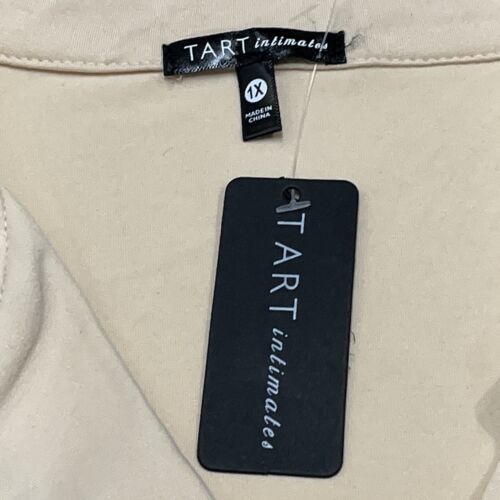 TART intimates
1X
MADE IN
CHINA
TART intimates